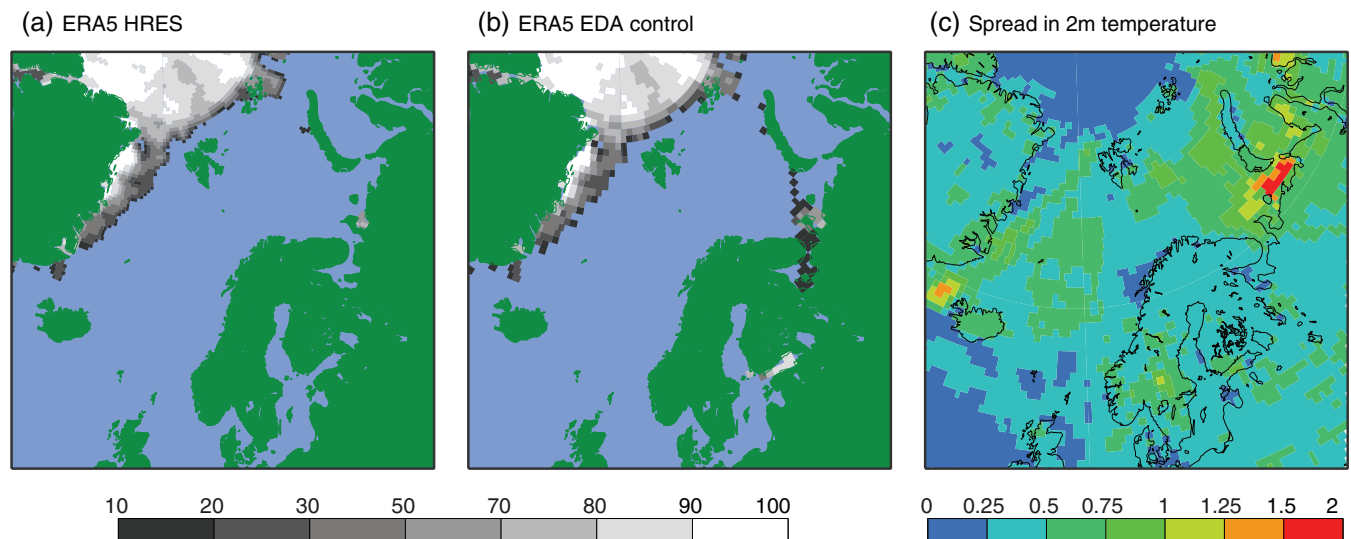 (a) ERA5 HRES
(b) ERA5 EDA control
(c) Spread in 2m temperature
10 20 30 50 70 80 90 100
0 0.25 0.5 0.75 1 1.25 1.5 2